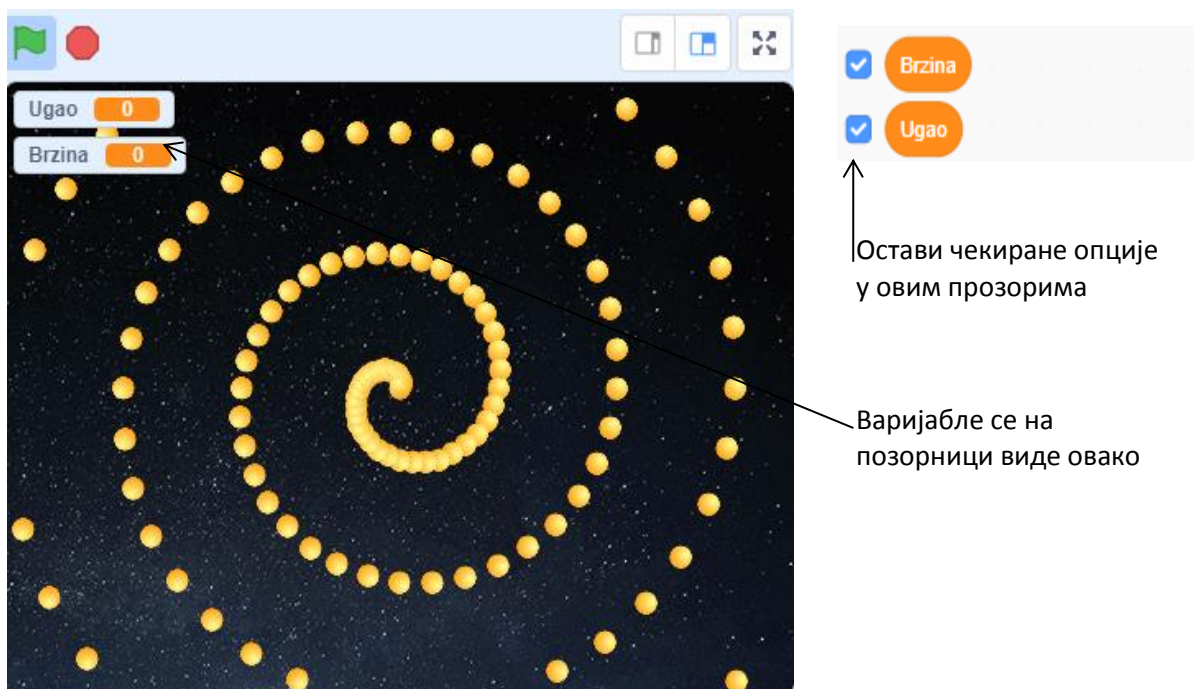 Ugao 0
Brzina 0
Brzina
Ugao
Остави чекиране опције
у овим прозорима
Варијабле се на
позорници виде овако